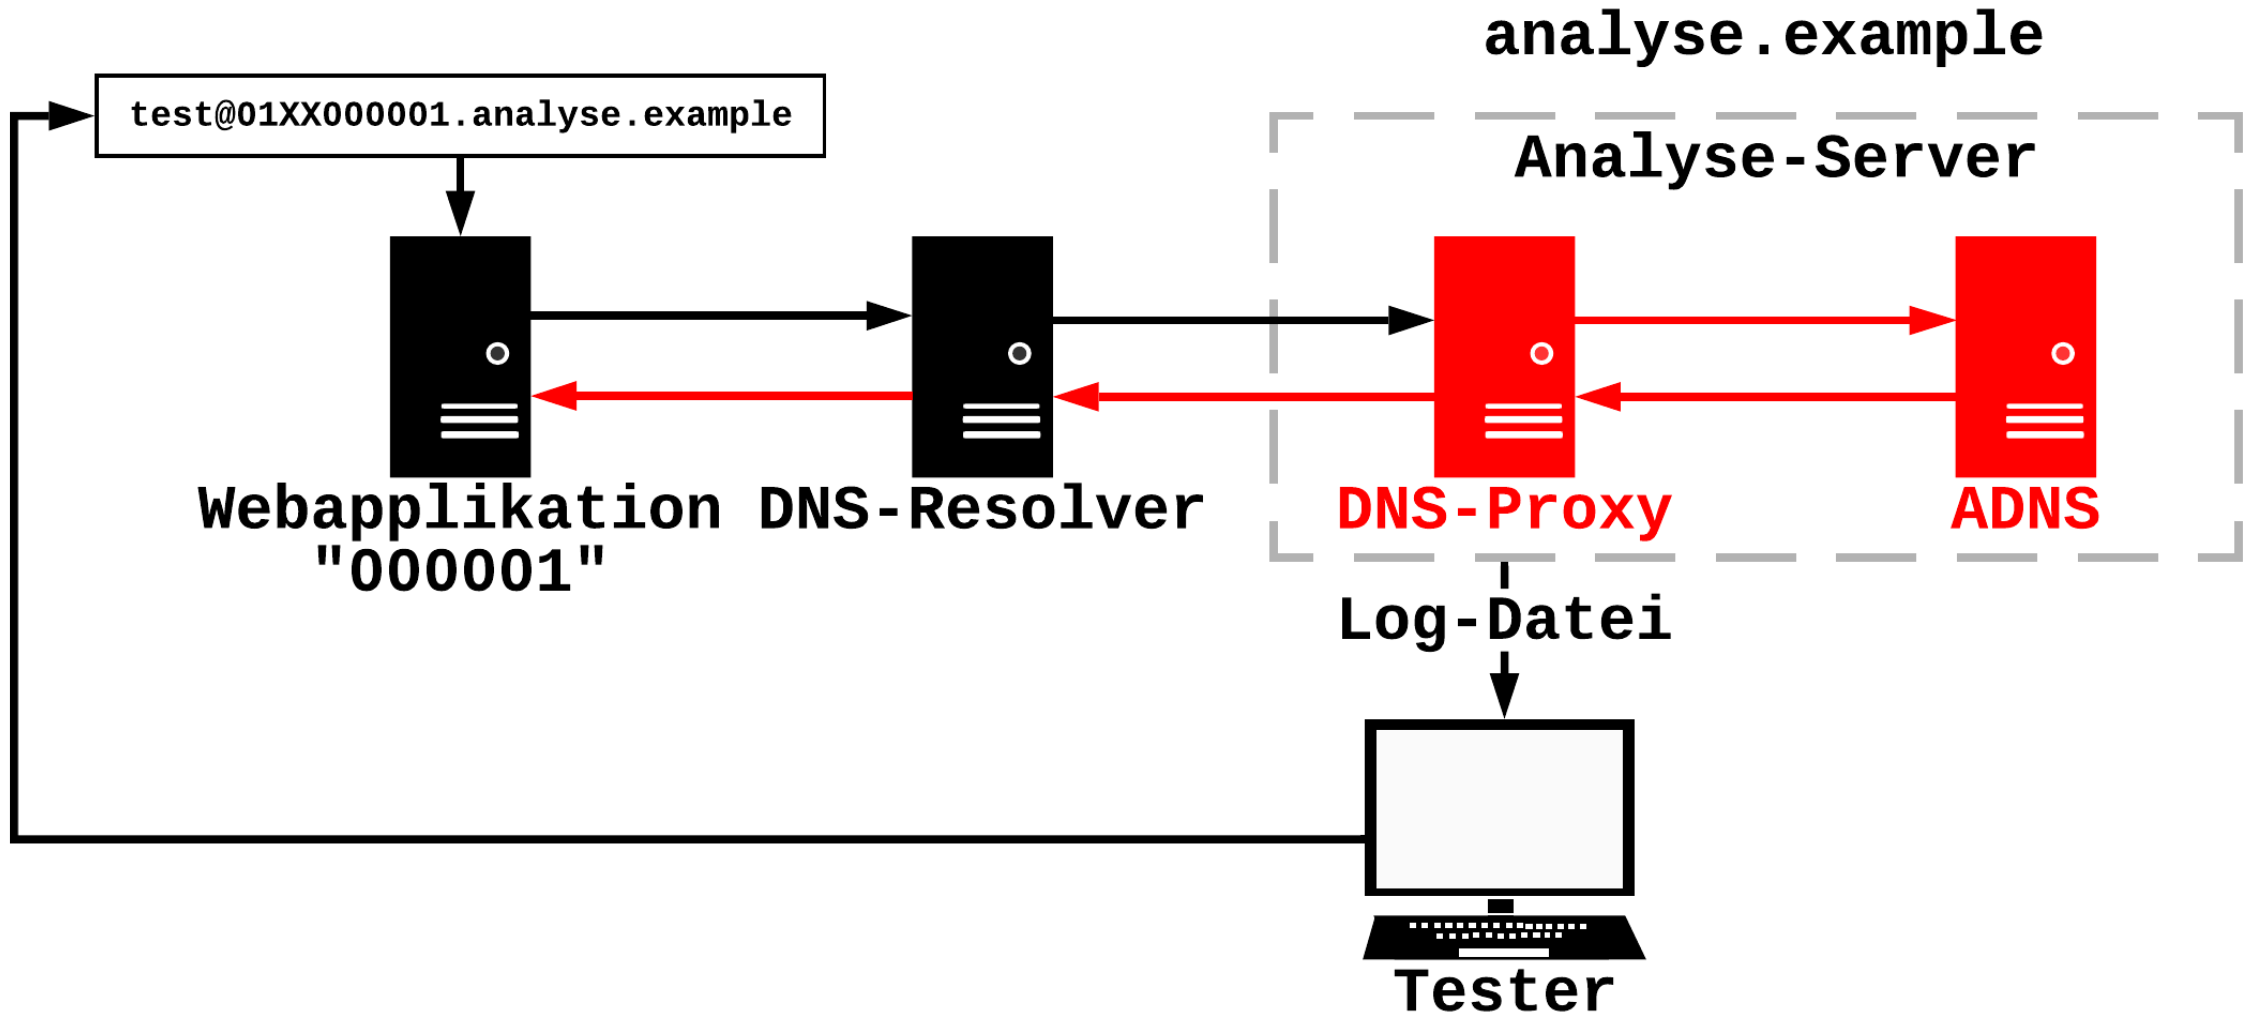 analyse.example
test@01XX000001.analyse.example
Analyse-Server
Webapplikation
"000001"
DNS-Resolver
DNS-Proxy
ADNS
Log-Datei
Tester